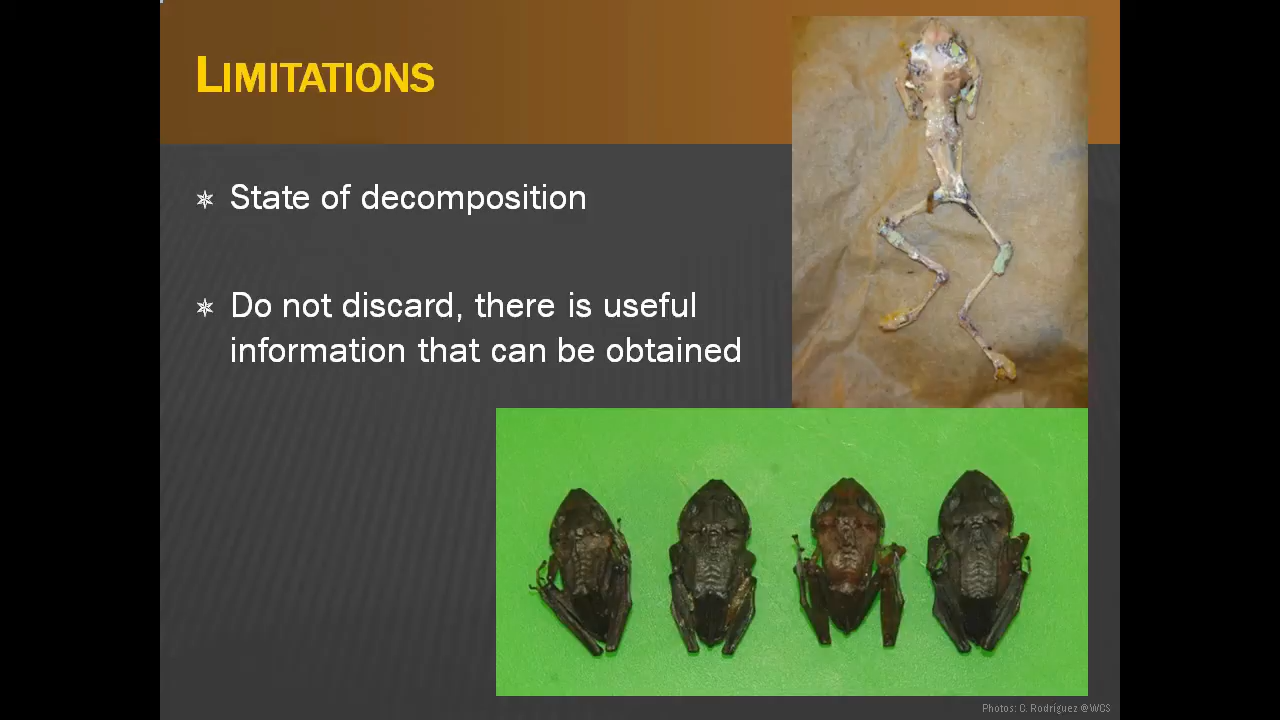 LIMITATIONS
State of decomposition
Do not discard, there is useful
information that can be obtained
Photos: C. Rodríguez @WCS